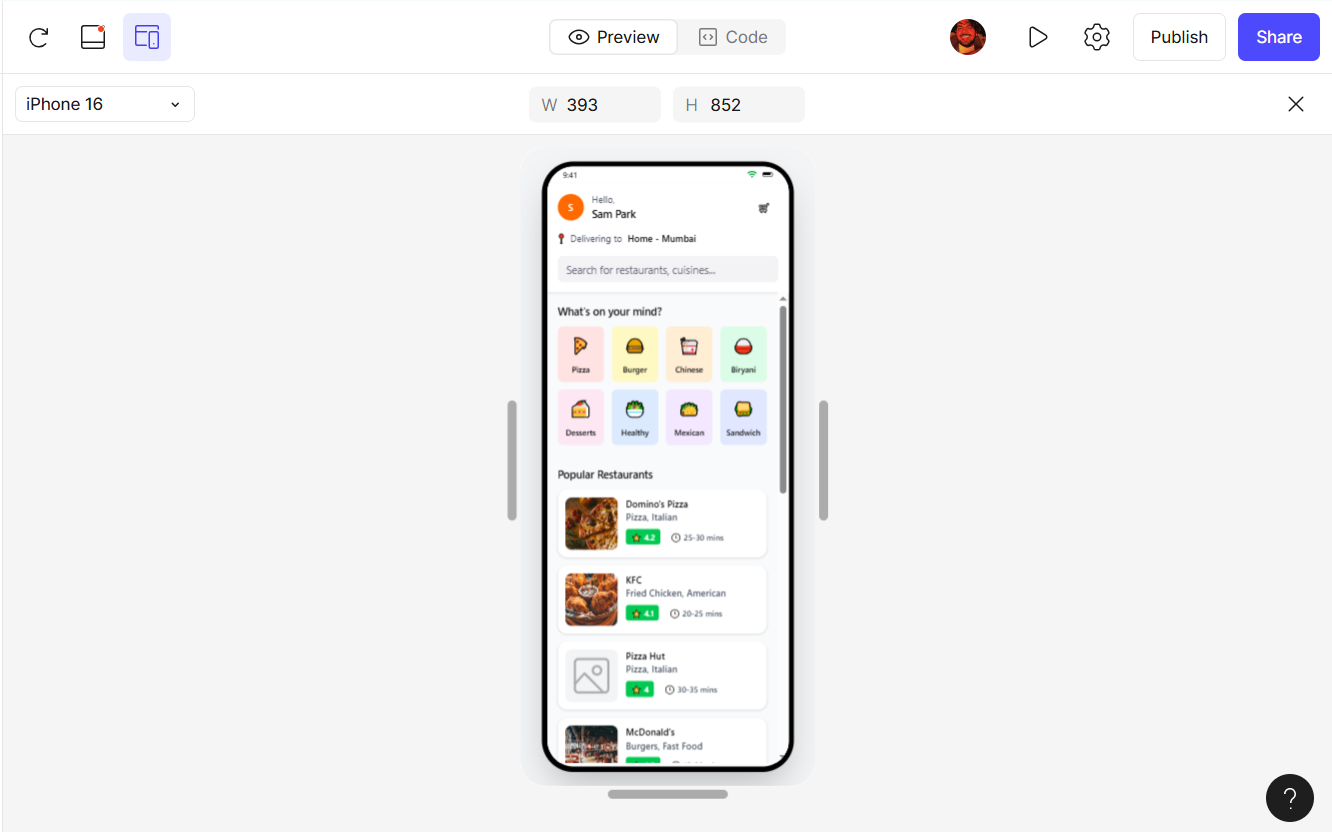 Preview
Code
Publish
Share
iPhone 16
W 393
H 852
9:41
S
Hello,
Sam Park
Delivering to Home - Mumbai
Search for restaurants, cuisines...
What's on your mind?
Pizza
Burger
Chinese
Biryani
Desserts
Healthy
Mexican
Sandwich
Popular Restaurants
Domino's Pizza
Pizza, Italian
4.2 25-30 mins
KFC
Fried Chicken, American
4.1 20-25 mins
Pizza Hut
Pizza, Italian
4 30-35 mins
McDonald's
Burgers, Fast Food
?